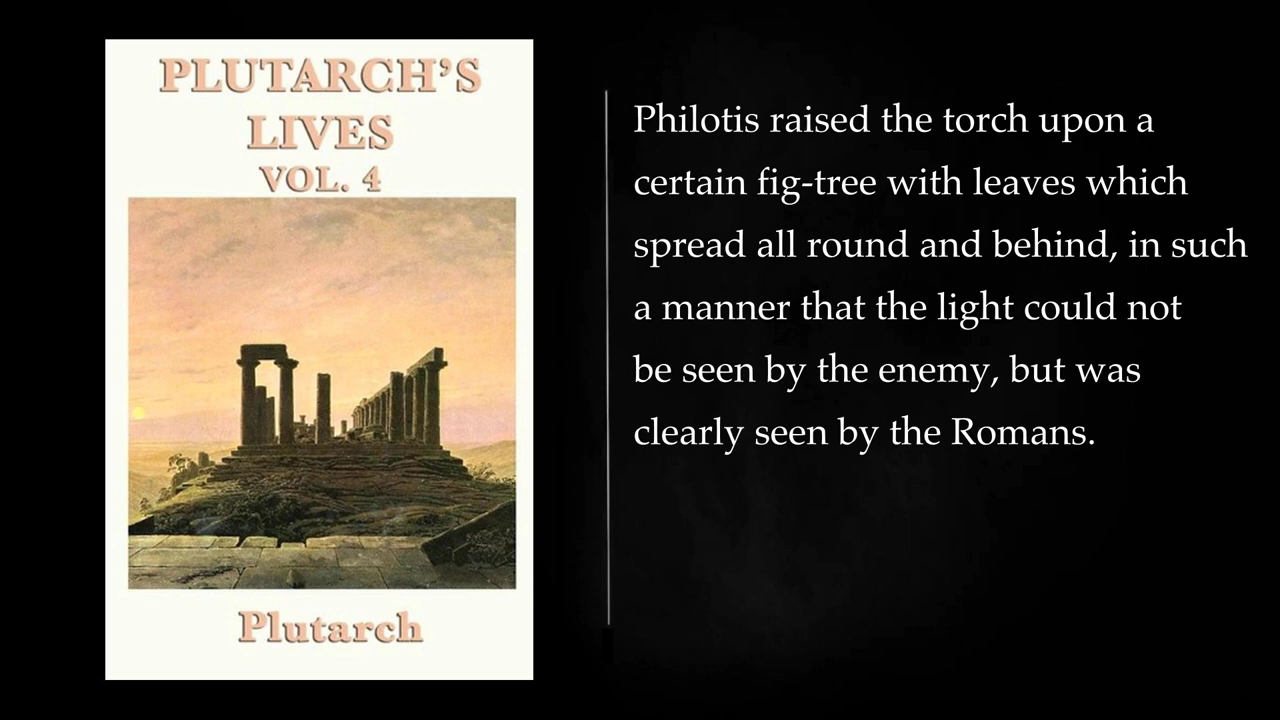 PLUTARCH'S
LIVES
VOL. 4
Plutarch
Philotis raised the torch upon a
certain fig-tree with leaves which
spread all round and behind, in such
a manner that the light could not
be seen by the enemy, but was
clearly seen by the Romans.